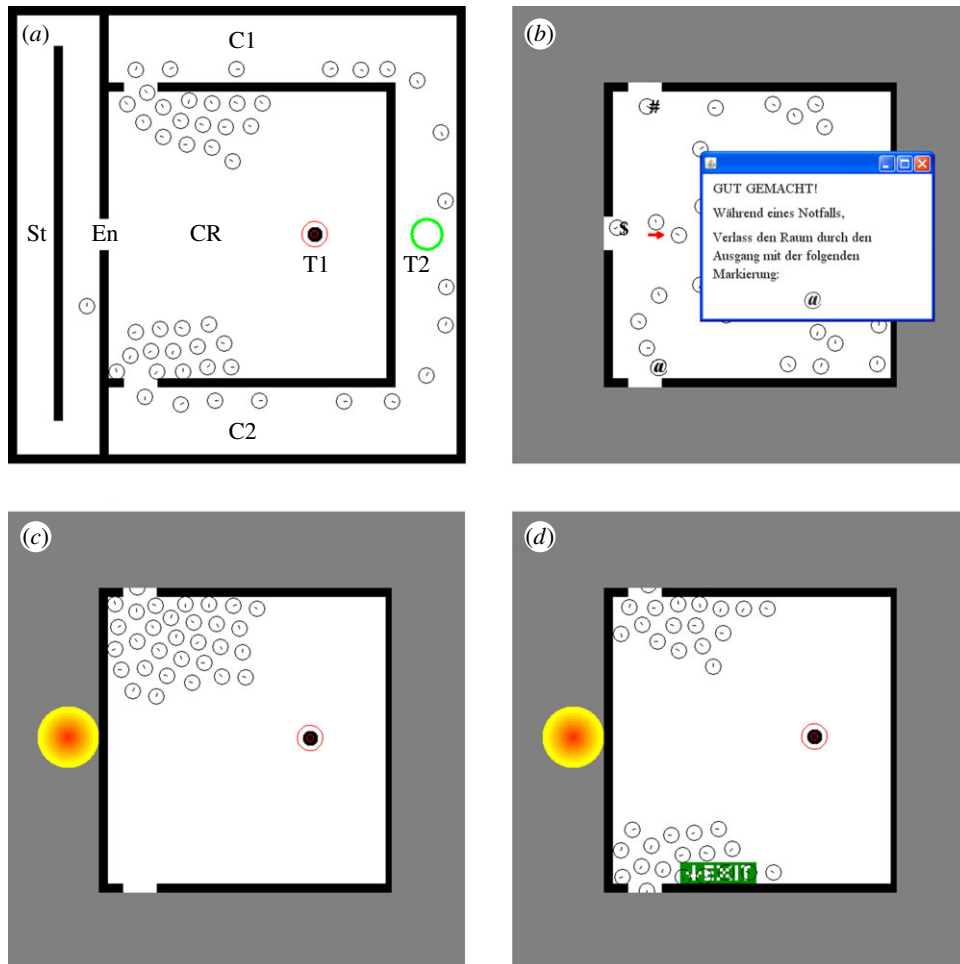 (a)
C1
St
En
CR
T1
T2
C2
(b)
#
$
GUT GEMACHT!
Während eines Notfalls,
Verlass den Raum durch den
Ausgang mit der folgenden
Markierung:
@
@
(c)
(d)
EXIT